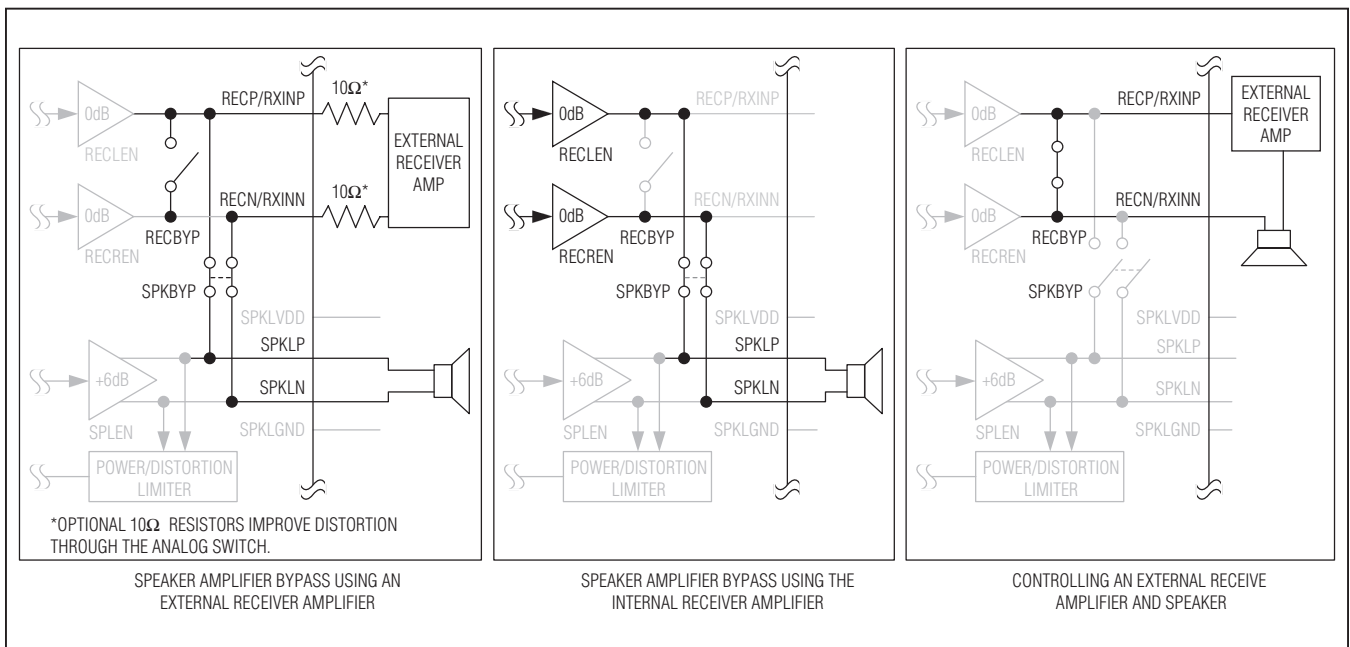 0dB
RECLEN
RECP/RXINP
10Ω*
EXTERNAL
RECEIVER
AMP
0dB
RECREN
RECN/RXINN
10Ω*
RECBYP
SPKBYP
SPKLVDD
SPKLP
+6dB
SPKLN
SPLEN
SPKLGND
POWER/DISTORTION
LIMITER
*OPTIONAL 10Ω RESISTORS IMPROVE DISTORTION
THROUGH THE ANALOG SWITCH.
SPEAKER AMPLIFIER BYPASS USING AN
EXTERNAL RECEIVER AMPLIFIER
0dB
RECLEN
RECP/RXINP
0dB
RECREN
RECN/RXINN
RECBYP
SPKBYP
SPKLVDD
SPKLP
+6dB
SPKLN
SPLEN
SPKLGND
POWER/DISTORTION
LIMITER
SPEAKER AMPLIFIER BYPASS USING THE
INTERNAL RECEIVER AMPLIFIER
0dB
RECLEN
RECP/RXINP
EXTERNAL
RECEIVER
AMP
0dB
RECREN
RECN/RXINN
RECBYP
SPKBYP
SPKLVDD
SPKLP
+6dB
SPKLN
SPLEN
SPKLGND
POWER/DISTORTION
LIMITER
CONTROLLING AN EXTERNAL RECEIVE
AMPLIFIER AND SPEAKER